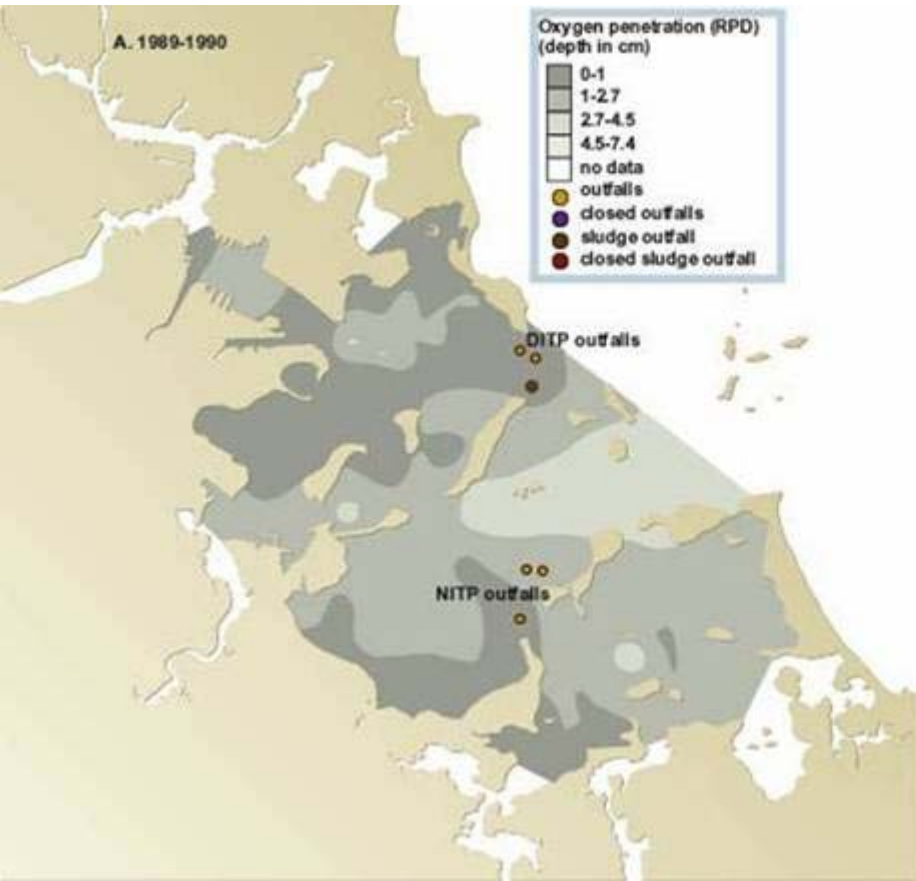 A. 1989-1990
Oxygen penetration (RPD)
(depth in cm)
0-1
1-2.7
2.7-4.5
4.5-7.4
no data
outfalls
closed outfalls
sludge outfall
closed sludge outfall
DITP outfalls
NITP outfalls